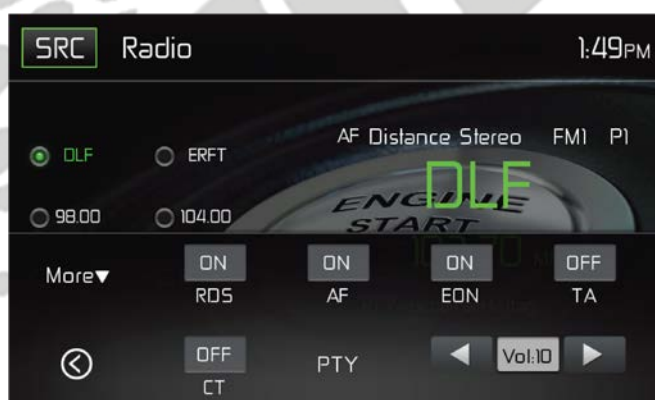 SRC Radio 1:49PM
AF Distance Stereo FM1 P1
DLF ERFT
DLF
98.00 104.00
ENGINE
START
More▼
ON ON ON OFF
RDS AF EON TA
OFF PTY Vol:10
CT